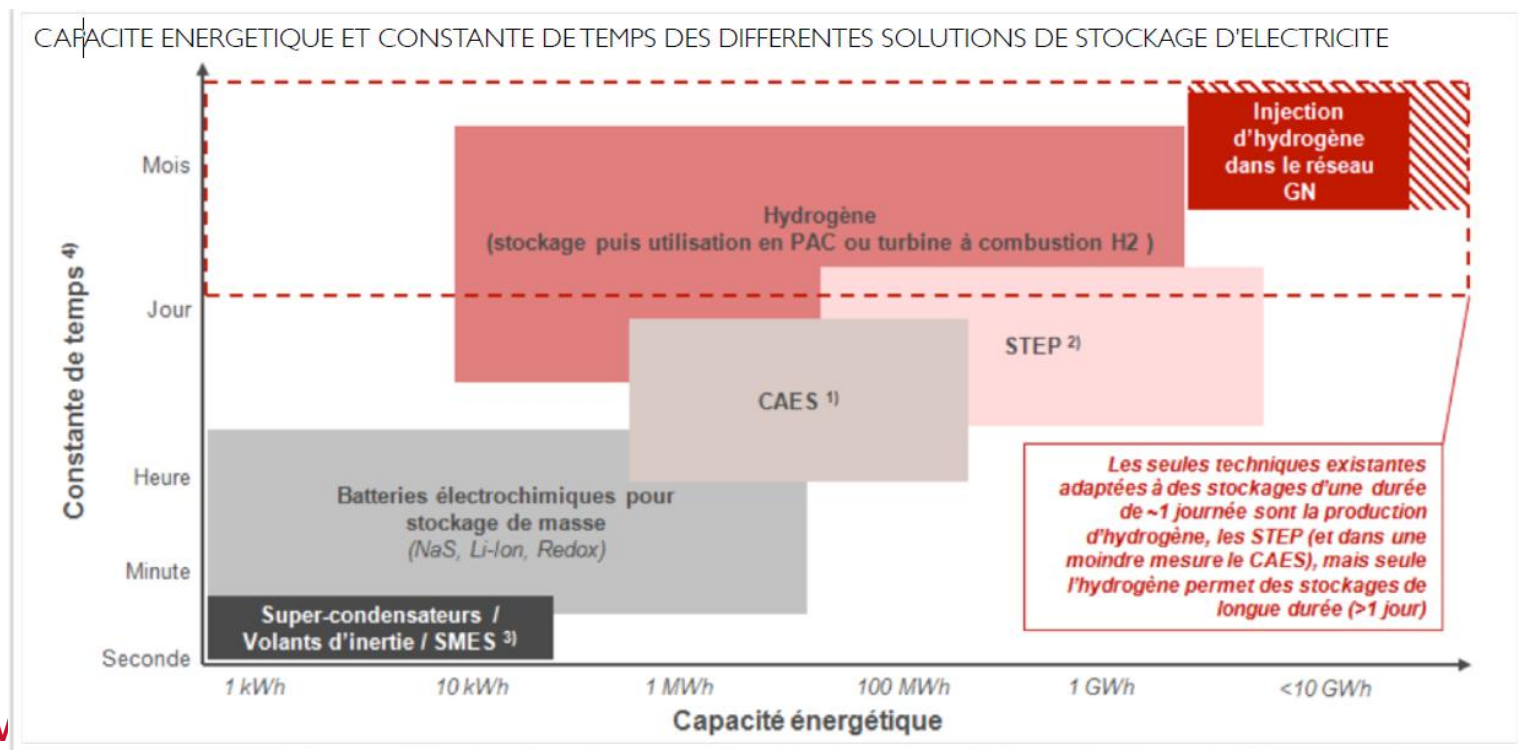 CAPACITE ENERGETIQUE ET CONSTANTE DE TEMPS DES DIFFERENTES SOLUTIONS DE STOCKAGE D'ELECTRICITE
Constante de temps 4)
Mois
Jour
Heure
Minute
Seconde
Injection
d'hydrogène
dans le réseau
GN
Hydrogène
(stockage puis utilisation en PAC ou turbine à combustion H2 )
STEP 2)
CAES 1)
Batteries électrochimiques pour
stockage de masse
(NaS, Li-Ion, Redox)
Super-condensateurs /
Volants d'inertie / SMES 3)
Les seules techniques existantes
adaptées à des stockages d'une durée
de ~1 journée sont la production
d'hydrogène, les STEP (et dans une
moindre mesure le CAES), mais seule
l'hydrogène permet des stockages de
longue durée (>1 jour)
1 kWh
10 kWh
1 MWh
100 MWh
1 GWh
<10 GWh
Capacité énergétique